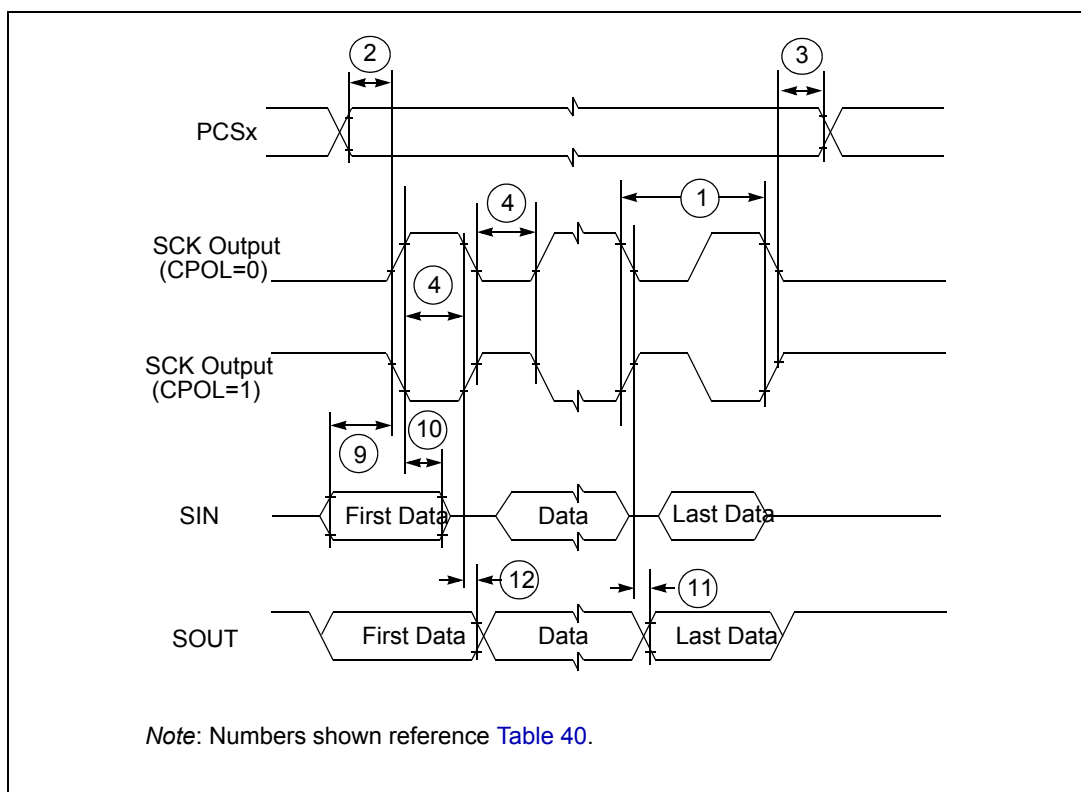 2
3
PCSx
4
1
SCK Output
(CPOL=0)
4
SCK Output
(CPOL=1)
9
10
SIN
First Data
Data
Last Data
12
11
SOUT
First Data
Data
Last Data
Note: Numbers shown reference Table 40.